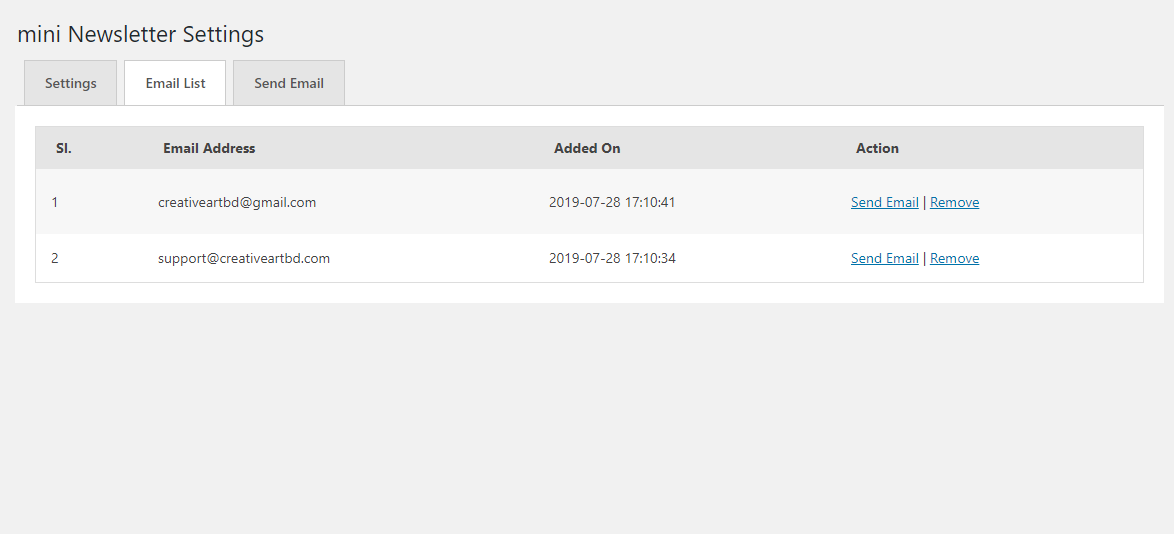 mini Newsletter Settings
Settings Email List Send Email
Sl. Email Address Added On Action
1 creativeartbd@gmail.com 2019-07-28 17:10:41 Send Email | Remove
2 support@creativeartbd.com 2019-07-28 17:10:34 Send Email | Remove